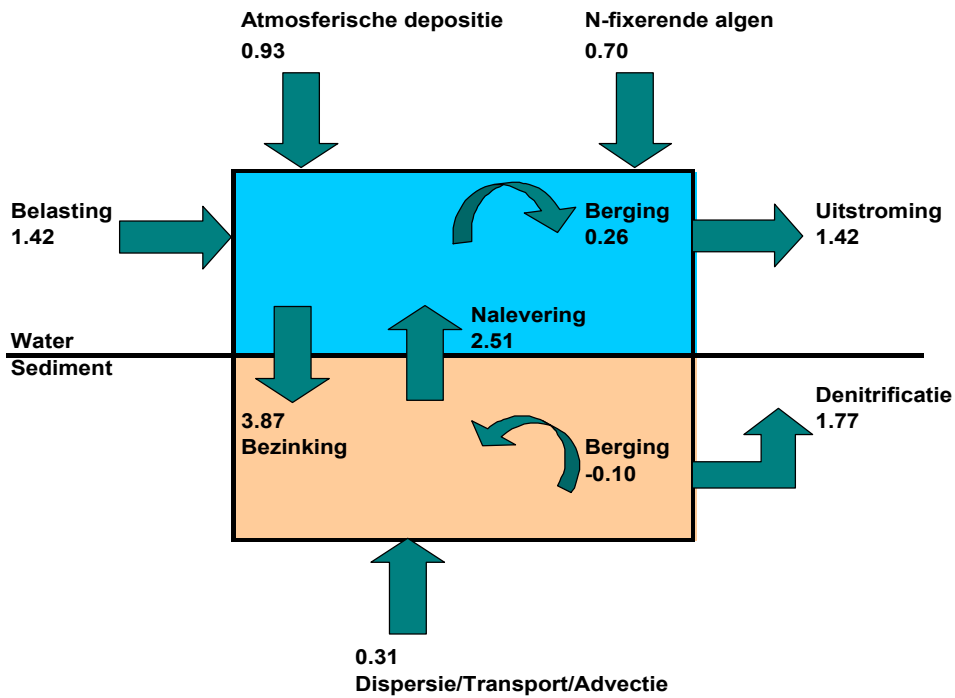 Atmosferische depositie
0.93
N-fixerende algen
0.70
Belasting
1.42
Berging
0.26
Uitstroming
1.42
Nalevering
2.51
Water
Sediment
3.87
Bezinking
Berging
-0.10
Denitrificatie
1.77
0.31
Dispersie/Transport/Advectie